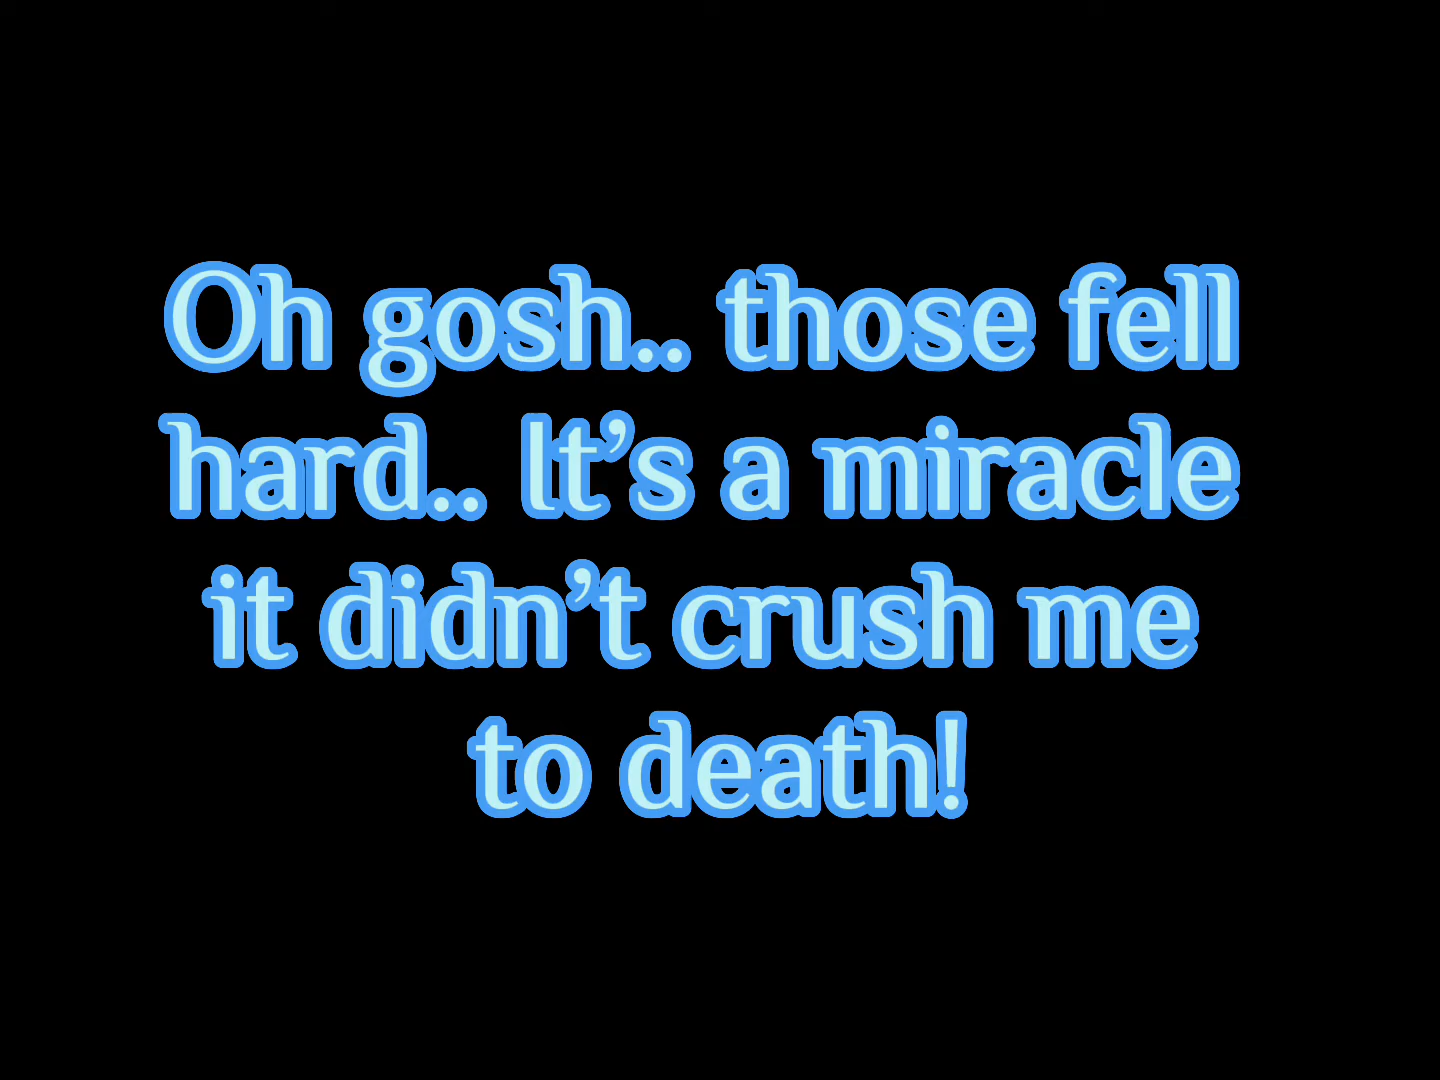 Oh gosh.. those fell
hard.. It’s a miracle
it didn’t crush me
to death!